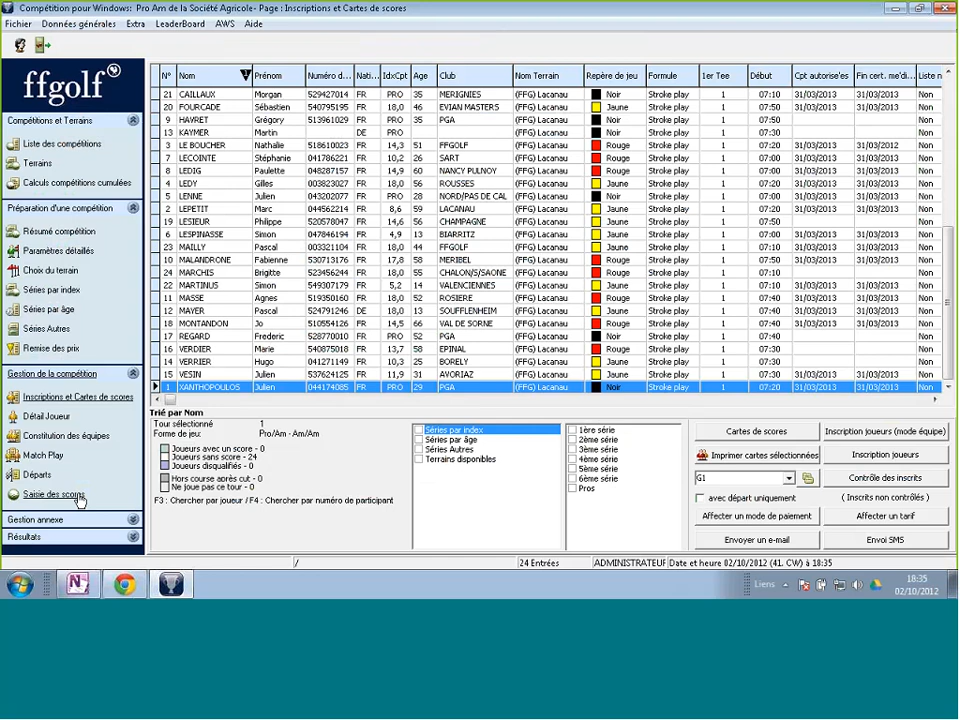 Compétition pour Windows: Pro Am de la Société Agricole- Page : Inscriptions et Cartes de scores
Fichier Données générales Extra LeaderBoard AWS Aide
ffgolf
Compétitions et Terrains
Liste des compétitions
Terrains
Calculs compétitions cumulées
Préparation d'une compétition
Résumé compétition
Paramètres détaillés
Choix du terrain
Séries par index
Séries par âge
Séries Autres
Remise des prix
Gestion de la compétition
Inscriptions et Cartes de scores
Détail Joueur
Constitution des équipes
Match Play
Départs
Saisie des scores
Gestion annexe
Résultats
N° Nom Prénom Numéro d... Nati... IdxCpt Age Club Nom Terrain Repère de jeu Formule 1er Tee Début Cpt autorise'es Fin cert. me'di... Liste n
21 CAILLAUX Morgan 529427014 FR PRO 35 MERIGNIES (FFG) Lacanau Noir Stroke play 1 07:10 31/03/2013 31/03/2013 Non
20 FOURCADE Sébastien 540795195 FR 18,0 46 EVIAN MASTERS (FFG) Lacanau Jaune Stroke play 1 07:50 31/03/2013 31/03/2013 Non
9 HAVRET Grégory 513961029 FR PRO 35 PGA (FFG) Lacanau Noir Stroke play 1 07:50 Non
13 KAYMER Martin DE PRO (FFG) Lacanau Noir Stroke play 1 07:30 Non
3 LE BOUCHER Nathalie 518610023 FR 14,3 51 FFGOLF (FFG) Lacanau Rouge Stroke play 1 07:20 31/03/2013 31/03/2012 Non
7 LECOINTE Stéphanie 041786221 FR 10,2 26 SART (FFG) Lacanau Rouge Stroke play 1 07:00 31/03/2013 31/03/2013 Non
8 LEDIG Paulette 048287157 FR 14,9 60 NANCY PULNOY (FFG) Lacanau Rouge Stroke play 1 07:00 31/03/2013 31/03/2013 Non
4 LEDY Gilles 003823027 FR 18,0 56 ROUSSES (FFG) Lacanau Jaune Stroke play 1 07:20 31/03/2013 31/03/2013 Non
5 LENNE Julien 043202077 FR PRO 28 NORD/PAS DE CAL (FFG) Lacanau Noir Stroke play 1 07:00 31/03/2013 31/03/2013 Non
2 LEPETIT Marc 044562214 FR 8,6 59 LACANAU (FFG) Lacanau Jaune Stroke play 1 07:20 31/03/2013 31/03/2013 Non
19 LESIEUR Philippe 520578047 FR 14,6 56 CHAMPAGNE (FFG) Lacanau Jaune Stroke play 1 07:50 Non
6 LESPINASSE Simon 047846194 FR 4,9 13 BIARRITZ (FFG) Lacanau Jaune Stroke play 1 07:00 31/03/2013 31/03/2013 Non
23 MAILLY Pascal 003321104 FR 18,0 44 FFGOLF (FFG) Lacanau Jaune Stroke play 1 07:10 31/03/2013 31/03/2013 Non
10 MALANDRONE Fabienne 530713176 FR 17,8 58 MERIBEL (FFG) Lacanau Rouge Stroke play 1 07:50 31/03/2013 31/03/2013 Non
24 MARCHIS Brigitte 523456244 FR 18,0 55 CHALON/S/SAONE (FFG) Lacanau Rouge Stroke play 1 07:10 Non
22 MARTINUS Simon 549307179 FR 5,2 14 VALENCIENNES (FFG) Lacanau Jaune Stroke play 1 07:10 31/03/2013 31/03/2013 Non
11 MASSE Agnes 519350160 FR 18,0 52 ROSIERE (FFG) Lacanau Rouge Stroke play 1 07:40 31/03/2013 31/03/2013 Non
12 MAYER Pascal 524791246 DE 18,0 13 SOUFFLENHEIM (FFG) Lacanau Jaune Stroke play 1 07:40 31/03/2013 31/03/2013 Non
18 MONTANDON Jo 510554126 FR 14,5 66 VAL DE SORNE (FFG) Lacanau Rouge Stroke play 1 07:40 31/03/2013 31/03/2013 Non
17 REGARD Frederic 528770010 FR PRO 52 PGA (FFG) Lacanau Noir Stroke play 1 07:40 Non
16 VERDIER Marie 540875018 FR 13,7 58 EPINAL (FFG) Lacanau Rouge Stroke play 1 07:30 Non
14 VERRIER Hugo 041271149 FR 10,3 25 BORELY (FFG) Lacanau Jaune Stroke play 1 07:30 31/03/2013 31/03/2013 Non
15 VESIN Julien 537624125 FR 11,9 31 AVORIAZ (FFG) Lacanau Jaune Stroke play 1 07:30 31/03/2013 31/03/2013 Non
1 XANTHOPOULOS Julien 044174085 FR PRO 29 PGA (FFG) Lacanau Noir Stroke play 1 07:20 31/03/2013 31/03/2013 Non
Trié par Nom
Tour sélectionné 1
Forme de jeu: Pro/Am - Am/Am
Joueurs avec un score - 0
Joueurs sans score - 24
Joueurs disqualifiés - 0
Hors course après cut - 0
Ne joue pas ce tour - 0
F3 : Chercher par joueur / F4 : Chercher par numéro de participant
Séries par index
Séries par âge
Séries Autres
Terrains disponibles
1ère série
2ème série
3ème série
4ème série
5ème série
6ème série
Pros
Cartes de scores Inscription joueurs (mode équipe)
Imprimer cartes sélectionnées Inscription joueurs
G1 Contrôle des inscrits
avec départ uniquement ( Inscrits non contrôlés )
Affecter un mode de paiement Affecter un tarif
Envoyer un e-mail Envoi SMS
/ 24 Entrées ADMINISTRATEUR Date et heure 02/10/2012 (41. CW) à 18:35
Liens 18:35
02/10/2012